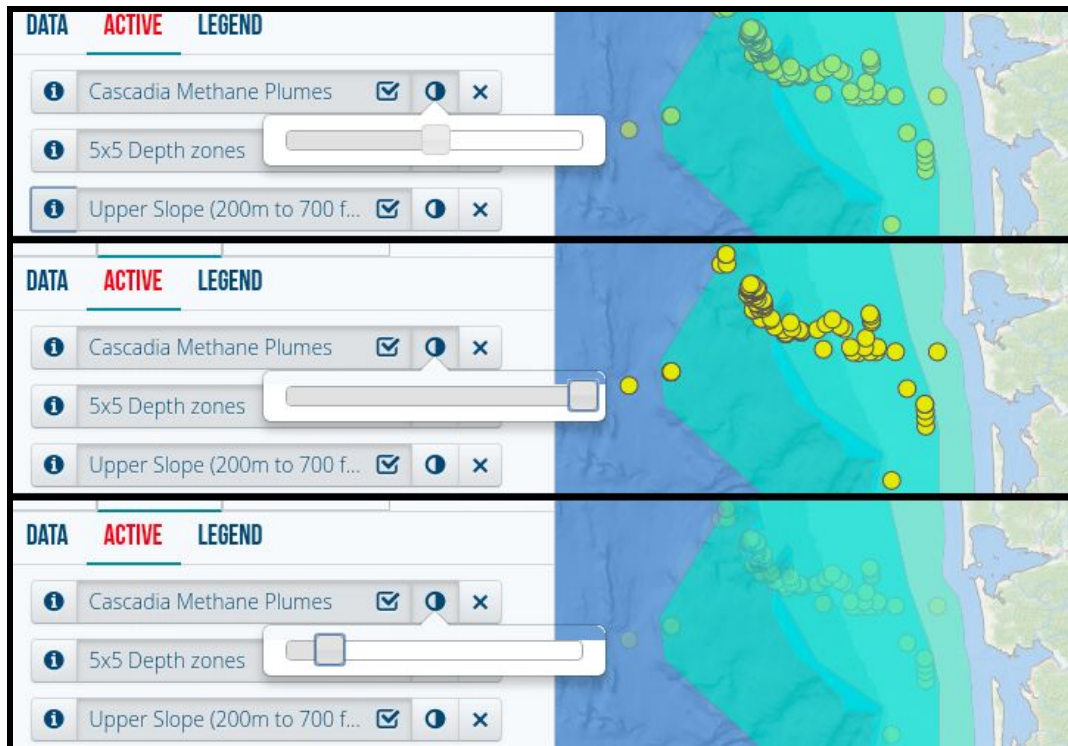 DATA ACTIVE LEGEND
Cascadia Methane Plumes
5x5 Depth zones
Upper Slope (200m to 700 f...
DATA ACTIVE LEGEND
Cascadia Methane Plumes
5x5 Depth zones
Upper Slope (200m to 700 f...
DATA ACTIVE LEGEND
Cascadia Methane Plumes
5x5 Depth zones
Upper Slope (200m to 700 f...